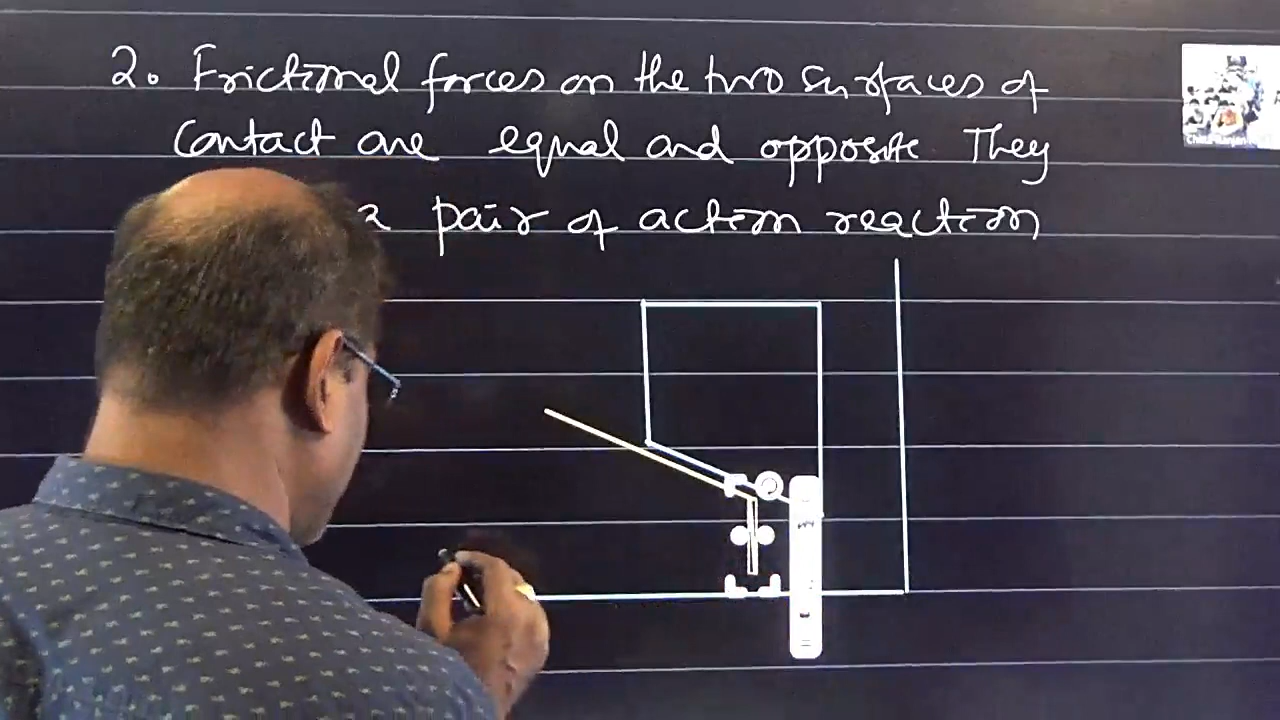 2. Frictional forces on the two surfaces of
contact are equal and opposite. They
a pair of action reaction